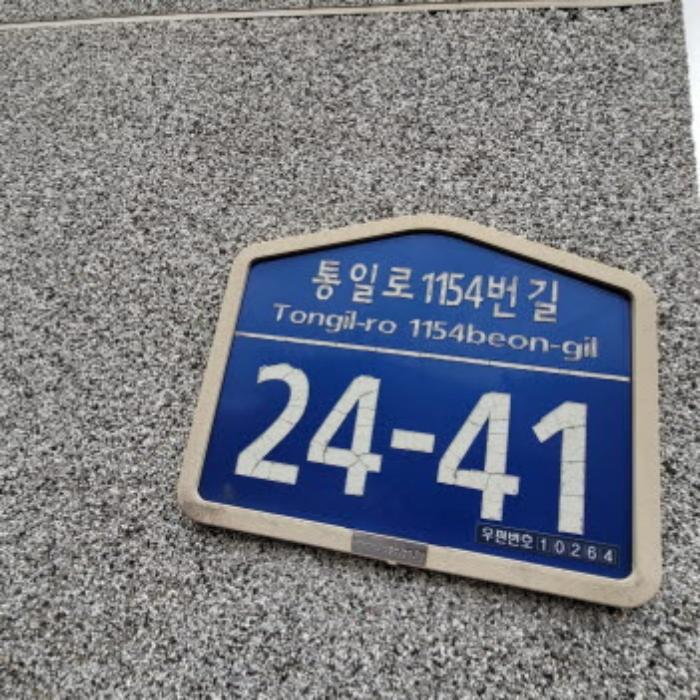 통일로 1154번길
Tongil-ro 1154beon-gil
24-41
우편번호 10264